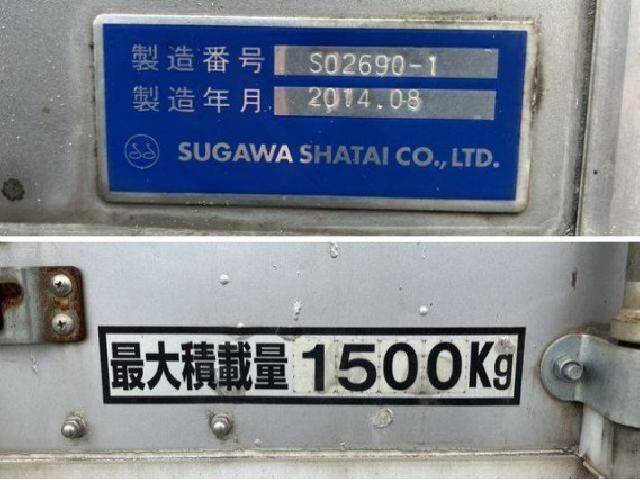 製造番号 S02690-1
製造年月 2014.08
SUGAWA SHATAI CO.,LTD.
最大積載量 1500Kg